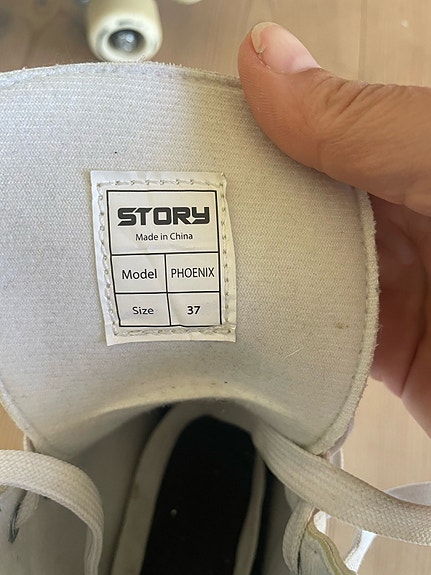 STORY
Made in China
Model PHOENIX
Size 37